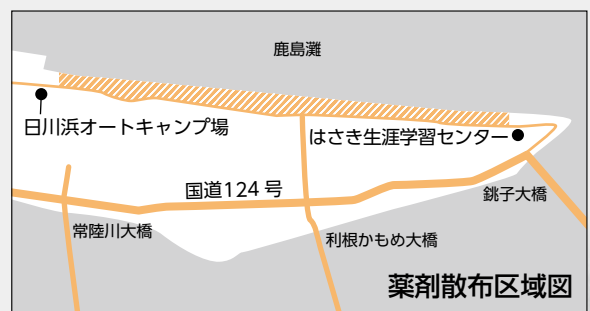 鹿島灘
日川浜オートキャンプ場
はさき生涯学習センター
国道124号
銚子大橋
常陸川大橋
利根かもめ大橋
薬剤散布区域図